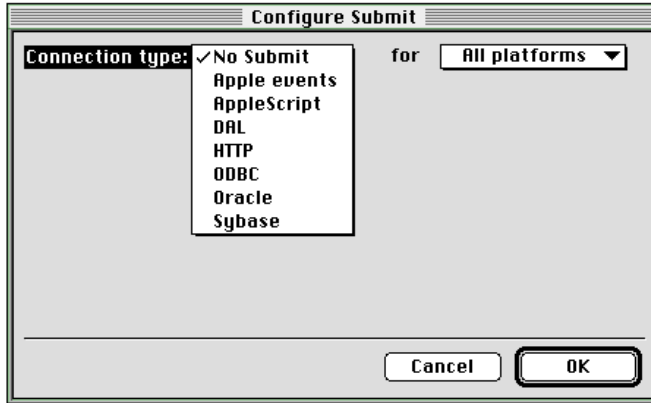 Configure Submit
Connection type: ✓No Submit for All platforms
Apple events
AppleScript
DAL
HTTP
ODBC
Oracle
Sybase
Cancel OK